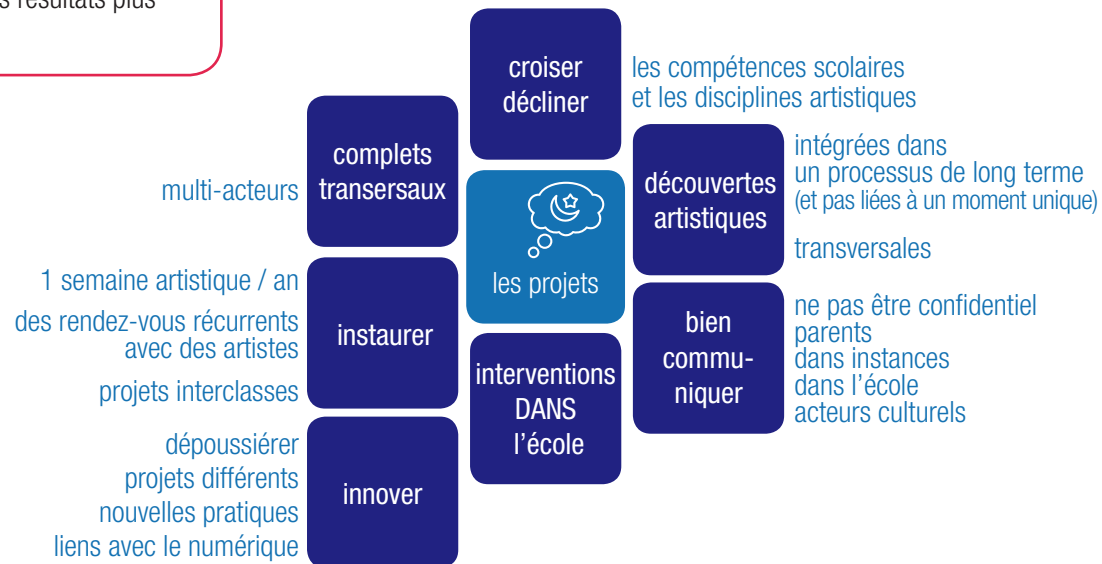 résultats plus
croiser
décliner
les compétences scolaires
et les disciplines artistiques
complets
transersaux
multi-acteurs
découvertes
artistiques
intégrées dans
un processus de long terme
(et pas liées à un moment unique)
transversales
les projets
instaurer
1 semaine artistique / an
des rendez-vous récurrents
avec des artistes
projets interclasses
bien
commu-
niquer
ne pas être confidentiel
parents
dans instances
dans l'école
acteurs culturels
interventions
DANS
l'école
innover
dépoussiérer
projets différents
nouvelles pratiques
liens avec le numérique